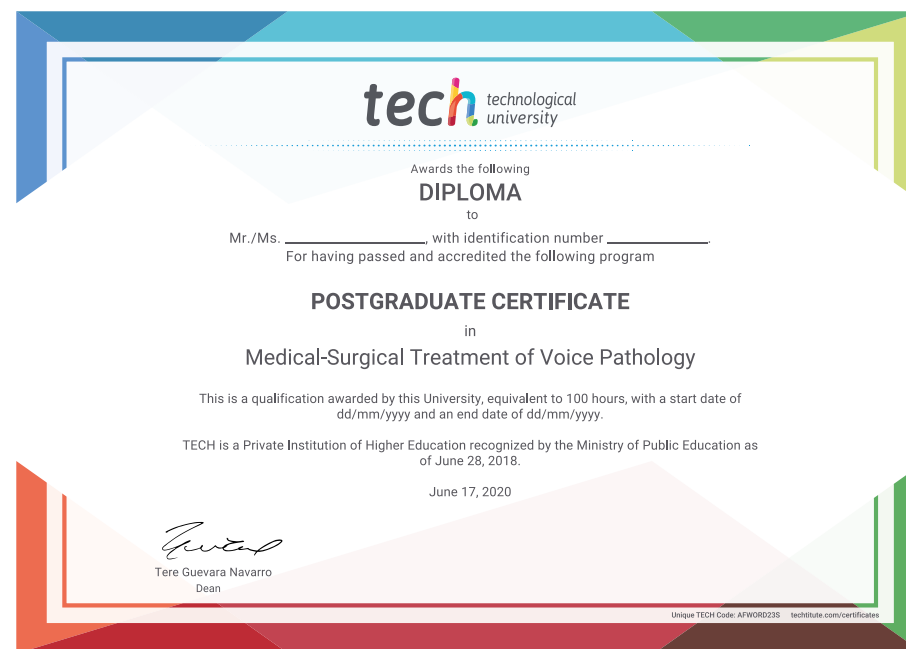 tech technological
university
Awards the following
DIPLOMA
to
Mr./Ms. ____________________, with identification number ______________.
For having passed and accredited the following program
POSTGRADUATE CERTIFICATE
in
Medical-Surgical Treatment of Voice Pathology
This is a qualification awarded by this University, equivalent to 100 hours, with a start date of
dd/mm/yyyy and an end date of dd/mm/yyyy.
TECH is a Private Institution of Higher Education recognized by the Ministry of Public Education as
of June 28, 2018.
June 17, 2020
Tere Guevara Navarro
Dean
Unique TECH Code: AFWORD23S techtitute.com/certificates